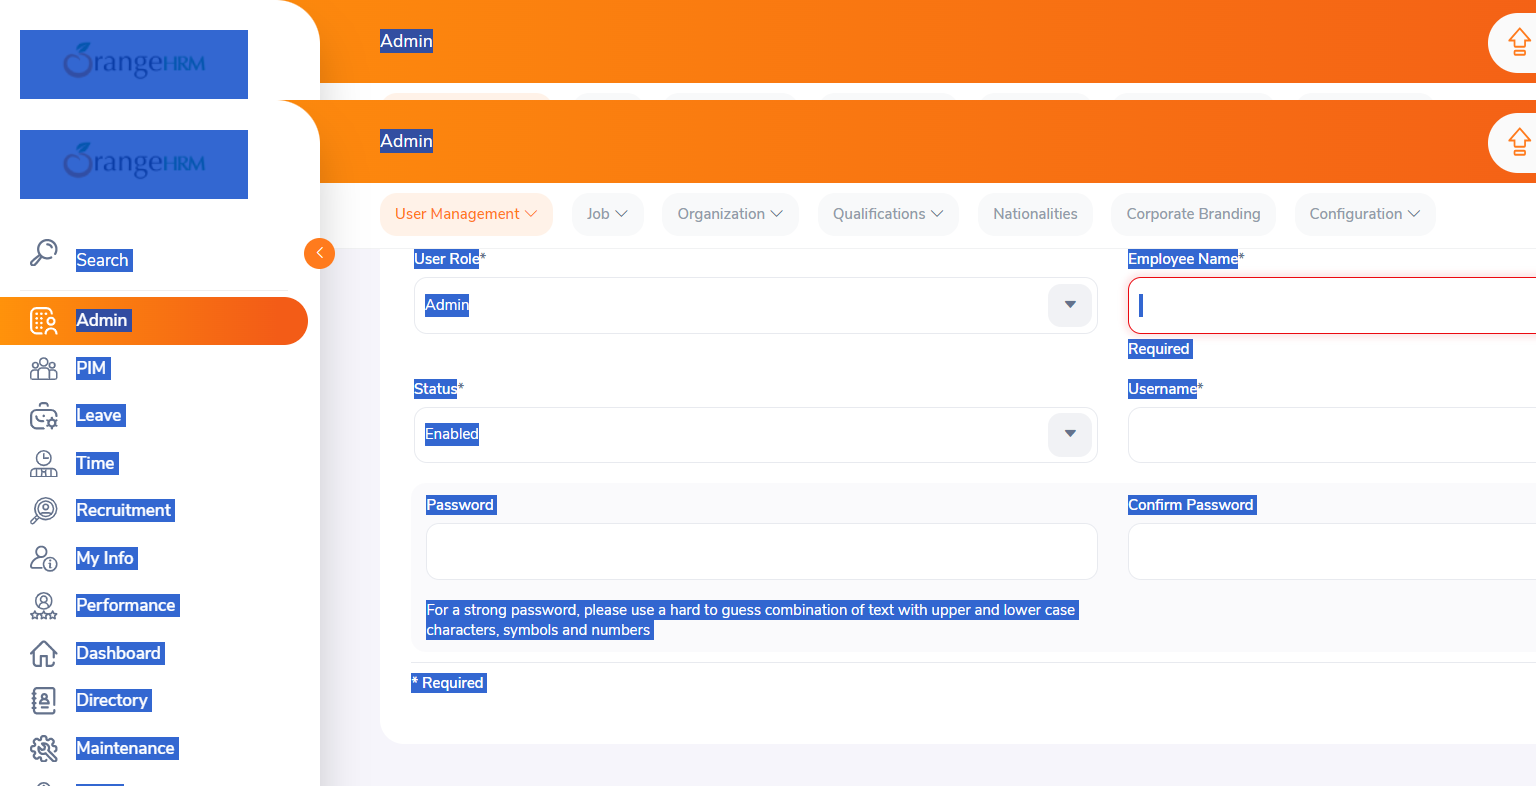 OrangeHRM
Admin
OrangeHRM
Admin
User Management
Job
Organization
Qualifications
Nationalities
Corporate Branding
Configuration
Search
Admin
PIM
Leave
Time
Recruitment
My Info
Performance
Dashboard
Directory
Maintenance
User Role*
Admin
Employee Name*
Required
Status*
Enabled
Username*
Password
Confirm Password
For a strong password, please use a hard to guess combination of text with upper and lower case
characters, symbols and numbers
* Required